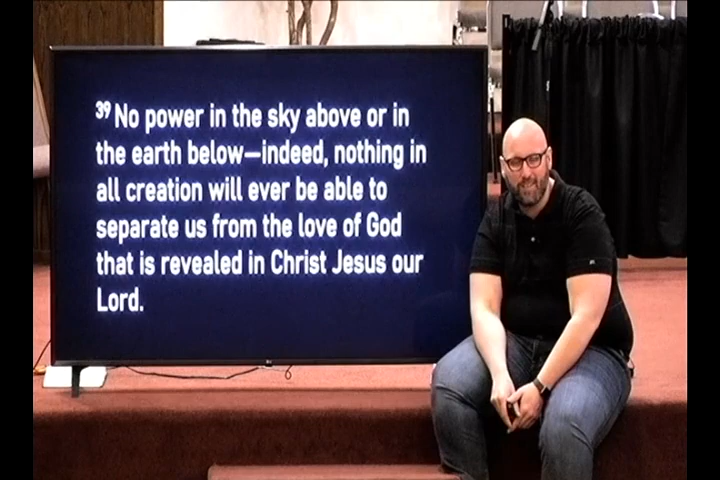 39 No power in the sky above or in
the earth below—indeed, nothing in
all creation will ever be able to
separate us from the love of God
that is revealed in Christ Jesus our
Lord.